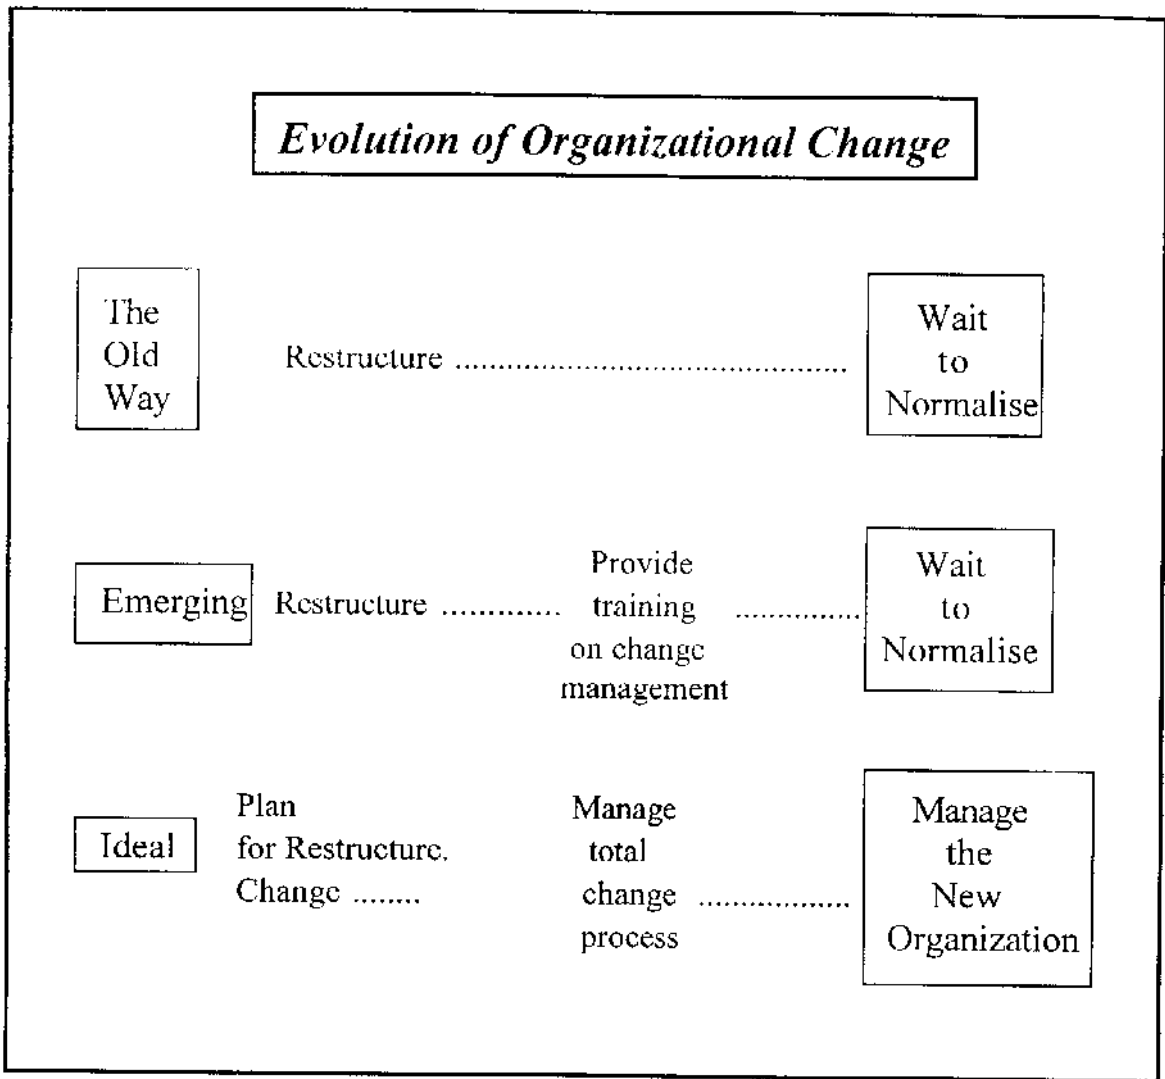 Evolution of Organizational Change
The
Old
Way
Restructure ..............................................
Wait
to
Normalise
Emerging
Restructure .............
Provide
training
on change
management
..............
Wait
to
Normalise
Ideal
Plan
for Restructure.
Change ........
Manage
total
change
process
..................
Manage
the
New
Organization